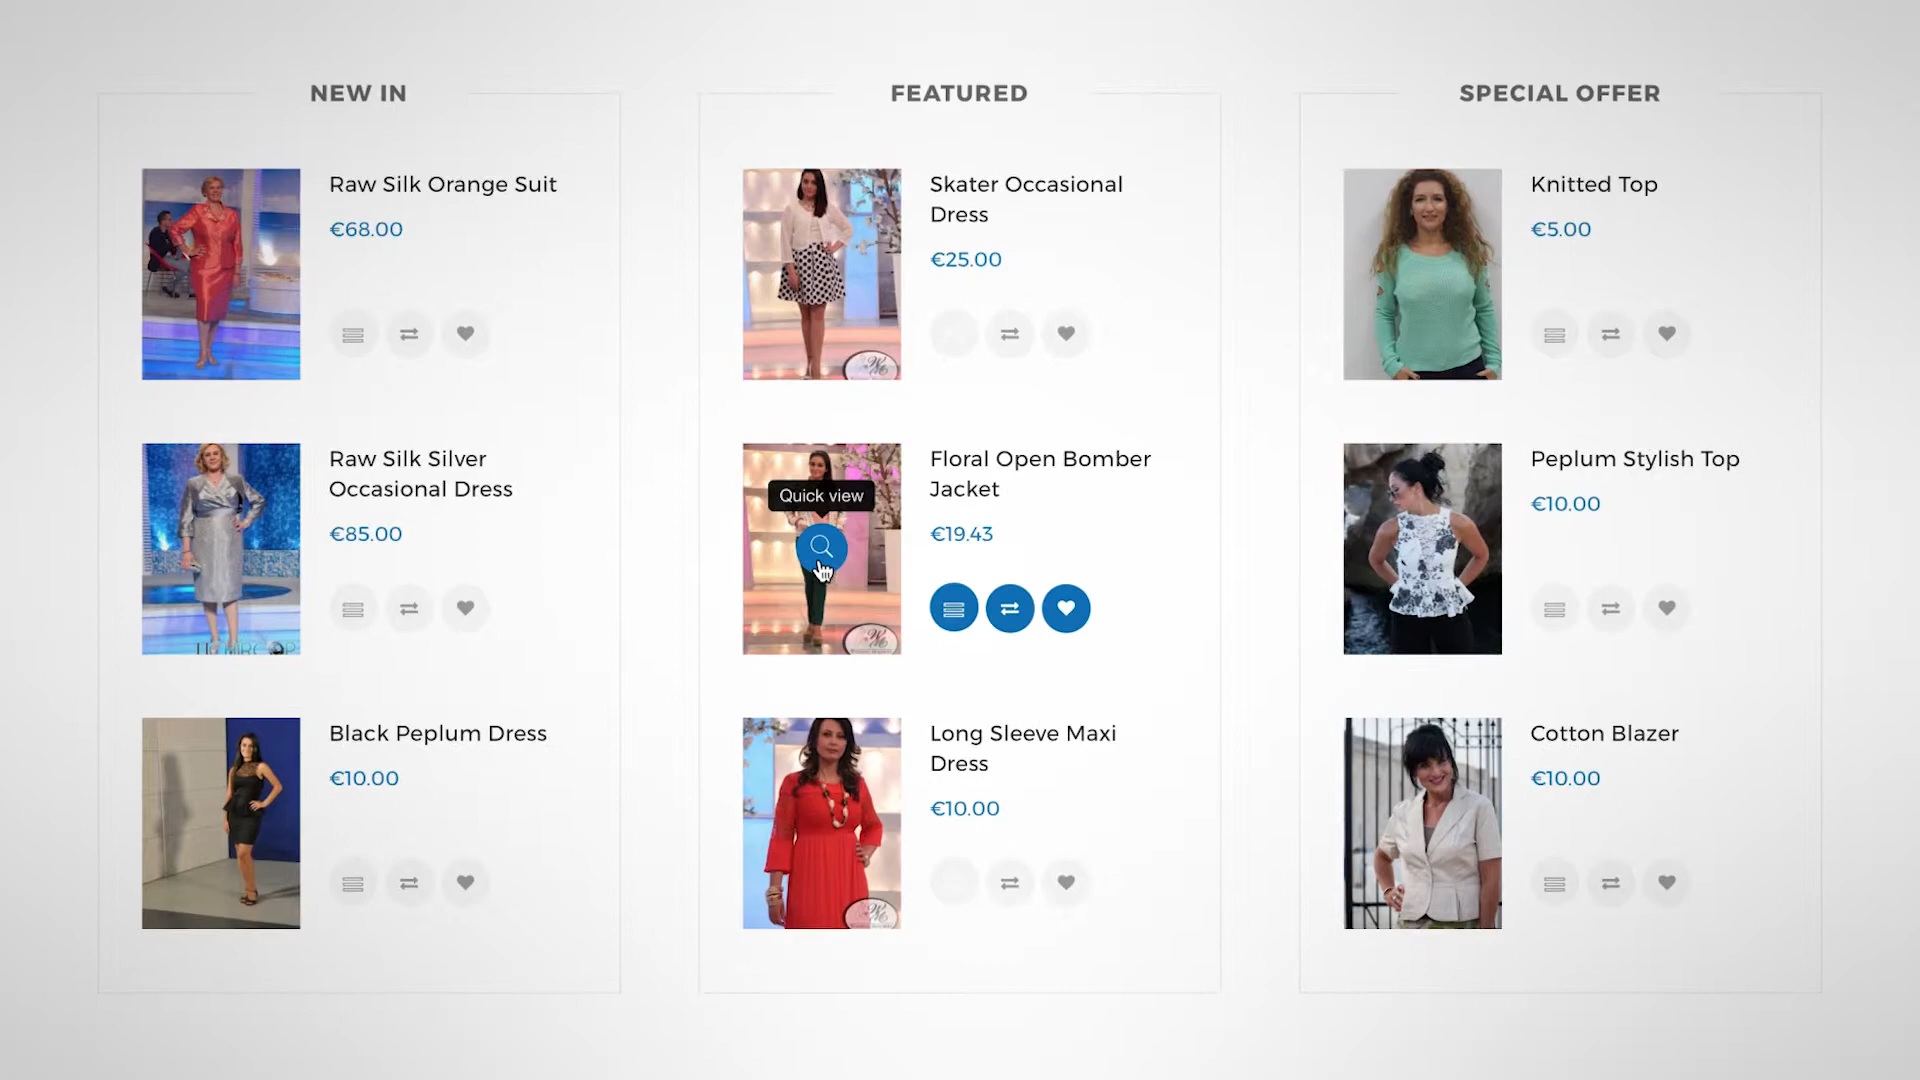 NEW IN
Raw Silk Orange Suit
€68.00
Raw Silk Silver
Occasional Dress
€85.00
Black Peplum Dress
€10.00
FEATURED
Skater Occasional
Dress
€25.00
Quick view
Floral Open Bomber
Jacket
€19.43
Long Sleeve Maxi
Dress
€10.00
SPECIAL OFFER
Knitted Top
€5.00
Peplum Stylish Top
€10.00
Cotton Blazer
€10.00